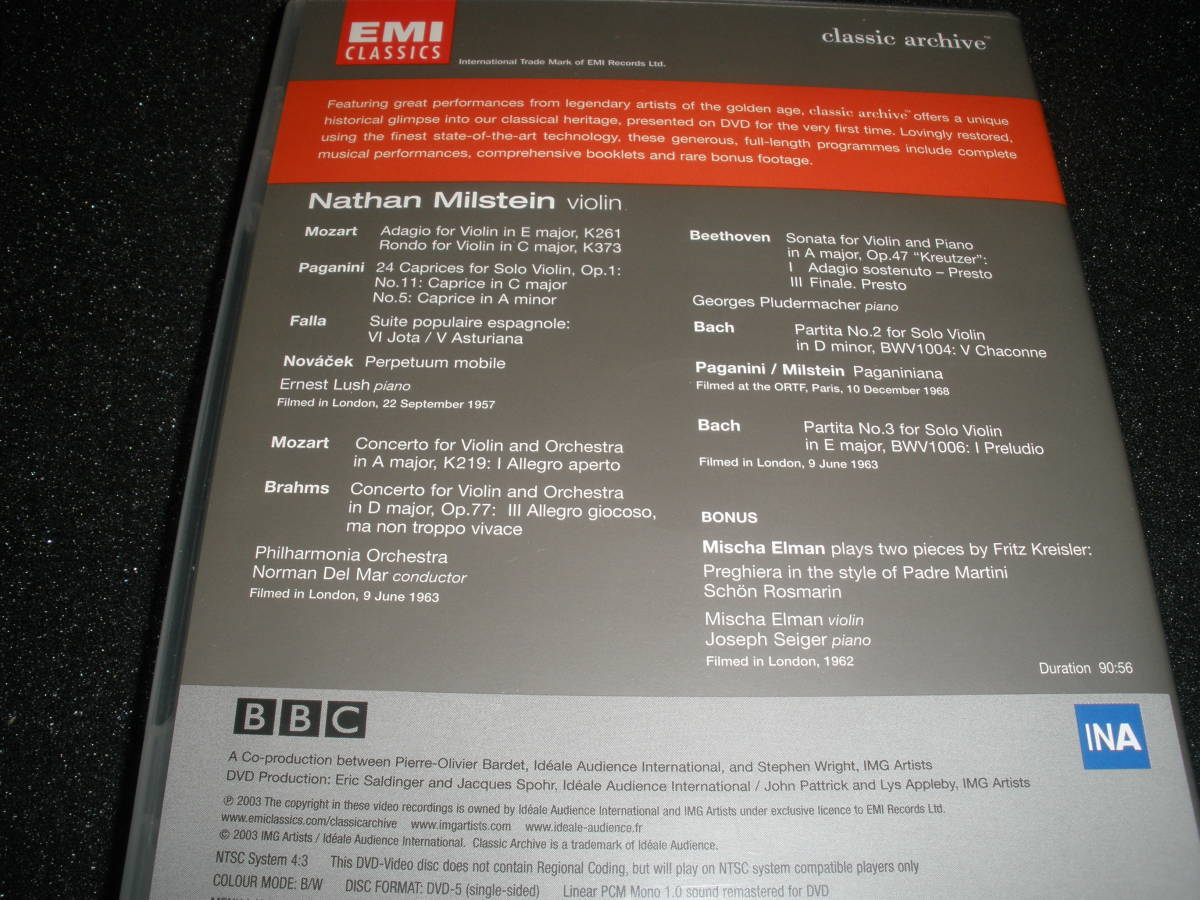 EMI
CLASSICS
International Trade Mark of EMI Records Ltd.
classic archive™
Featuring great performances from legendary artists of the golden age, classic archive™ offers a unique
historical glimpse into our classical heritage, presented on DVD for the very first time. Lovingly restored,
using the finest state-of-the-art technology, these generous, full-length programmes include complete
musical performances, comprehensive booklets and rare bonus footage.
Nathan Milstein violin
Mozart Adagio for Violin in E major, K261
Rondo for Violin in C major, K373
Paganini 24 Caprices for Solo Violin, Op.1:
No.11: Caprice in C major
No.5: Caprice in A minor
Falla Suite populaire espagnole:
VI Jota / V Asturiana
Nováček Perpetuum mobile
Ernest Lush piano
Filmed in London, 22 September 1957
Mozart Concerto for Violin and Orchestra
in A major, K219: I Allegro aperto
Brahms Concerto for Violin and Orchestra
in D major, Op.77: III Allegro giocoso,
ma non troppo vivace
Philharmonia Orchestra
Norman Del Mar conductor
Filmed in London, 9 June 1963
Beethoven Sonata for Violin and Piano
in A major, Op.47 “Kreutzer”:
I Adagio sostenuto – Presto
III Finale. Presto
Georges Pludermacher piano
Bach Partita No.2 for Solo Violin
in D minor, BWV1004: V Chaconne
Paganini / Milstein Paganiniana
Filmed at the ORTF, Paris, 10 December 1968
Bach Partita No.3 for Solo Violin
in E major, BWV1006: I Preludio
Filmed in London, 9 June 1963
BONUS
Mischa Elman plays two pieces by Fritz Kreisler:
Preghiera in the style of Padre Martini
Schön Rosmarin
Mischa Elman violin
Joseph Seiger piano
Filmed in London, 1962
Duration 90:56
BBC
INA
A Co-production between Pierre-Olivier Bardet, Idéale Audience International, and Stephen Wright, IMG Artists
DVD Production: Eric Saldinger and Jacques Spohr, Idéale Audience International / John Pattrick and Lys Appleby, IMG Artists
℗ 2003 The copyright in these video recordings is owned by Idéale Audience International and IMG Artists under exclusive licence to EMI Records Ltd.
www.emiclassics.com/classicarchive www.imgartists.com www.ideale-audience.fr
© 2003 IMG Artists / Idéale Audience International. Classic Archive is a trademark of Idéale Audience.
NTSC System 4:3 This DVD-Video disc does not contain Regional Coding, but will play on NTSC system compatible players only
COLOUR MODE: B/W DISC FORMAT: DVD-5 (single-sided) Linear PCM Mono 1.0 sound remastered for DVD